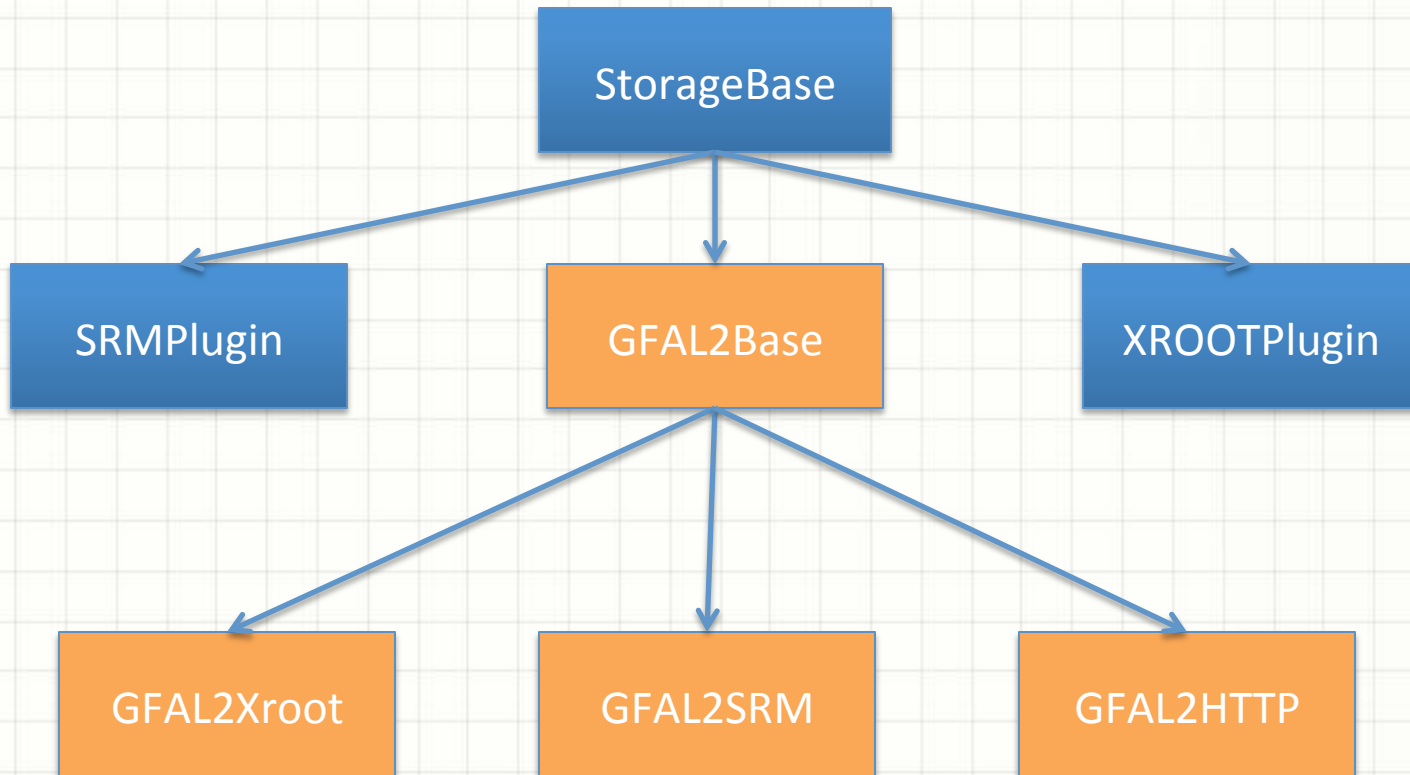 StorageBase
SRMPlugin
GFAL2Base
XROOTPlugin
GFAL2Xroot
GFAL2SRM
GFAL2HTTP